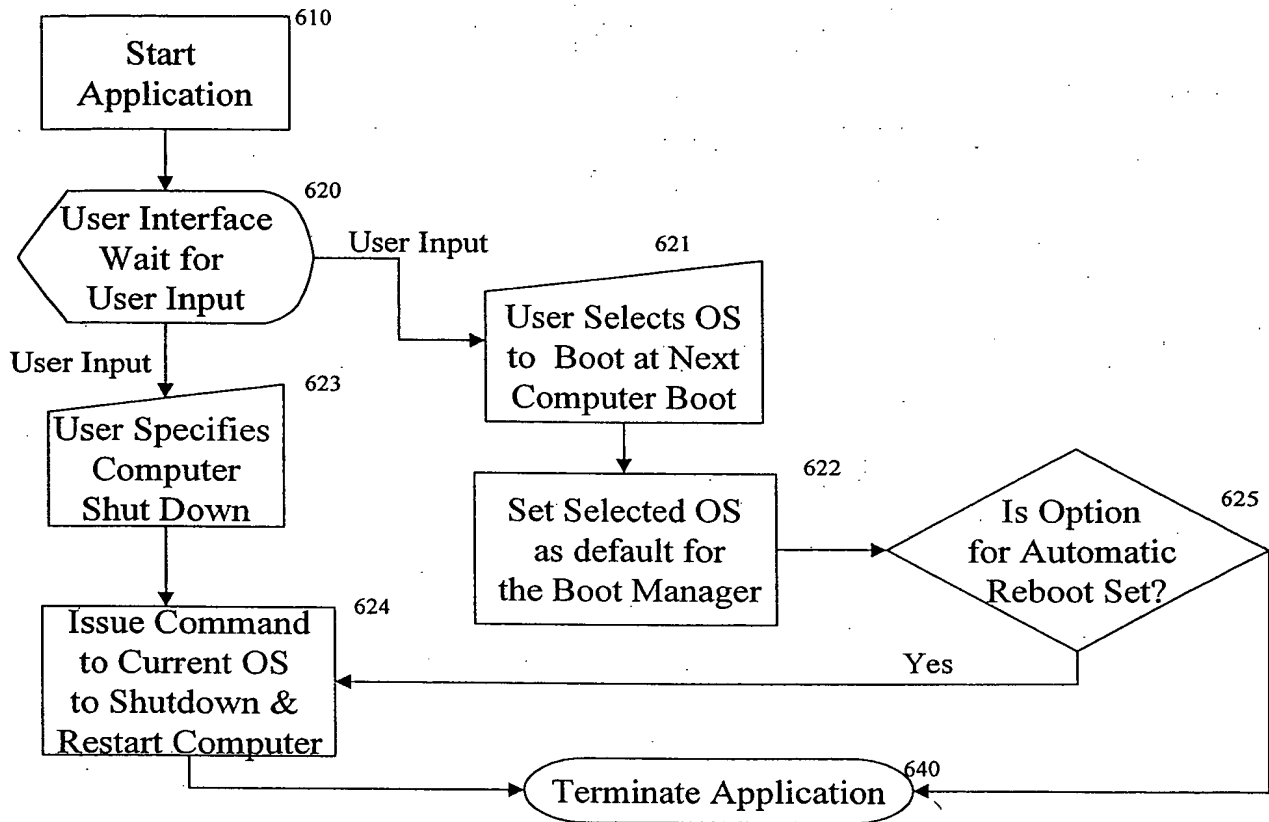 610
Start
Application
620
User Interface
Wait for
User Input
User Input
621
User Selects OS
to Boot at Next
Computer Boot
User Input
623
User Specifies
Computer
Shut Down
622
Set Selected OS
as default for
the Boot Manager
625
Is Option
for Automatic
Reboot Set?
624
Issue Command
to Current OS
to Shutdown &
Restart Computer
Yes
640
Terminate Application